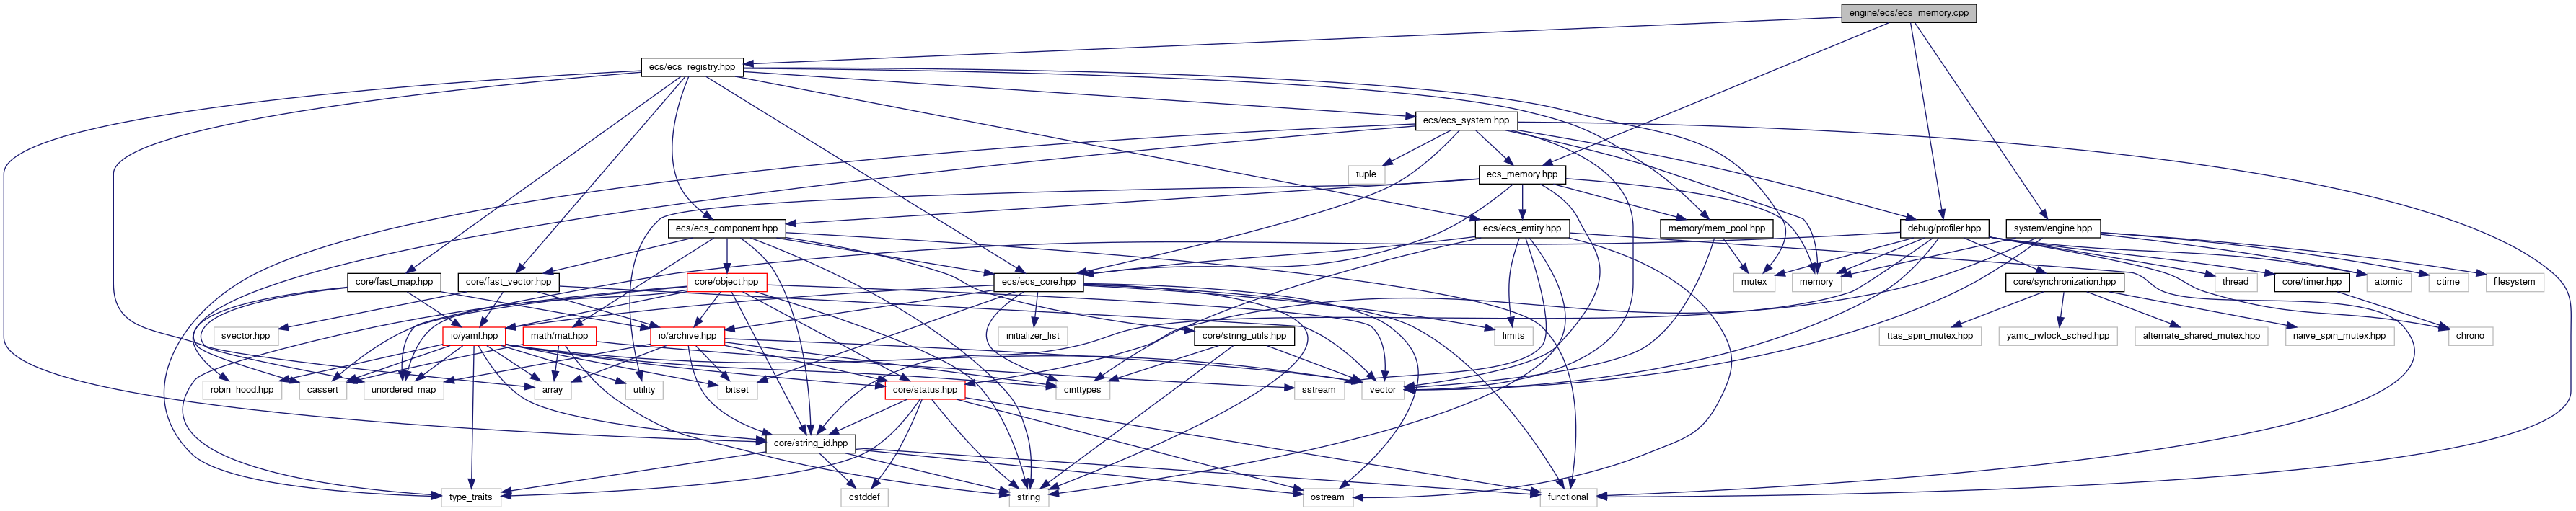 engine/ecs/ecs_memory.cpp
ecs/ecs_registry.hpp
ecs/ecs_system.hpp
tuple
ecs_memory.hpp
ecs/ecs_component.hpp
ecs/ecs_entity.hpp
memory/mem_pool.hpp
debug/profiler.hpp
system/engine.hpp
core/fast_map.hpp
core/fast_vector.hpp
core/object.hpp
ecs/ecs_core.hpp
mutex
memory
core/synchronization.hpp
thread
core/timer.hpp
atomic
ctime
filesystem
svector.hpp
io/yaml.hpp
math/mat.hpp
io/archive.hpp
initializer_list
core/string_utils.hpp
limits
ttas_spin_mutex.hpp
yamc_rwlock_sched.hpp
alternate_shared_mutex.hpp
naive_spin_mutex.hpp
chrono
robin_hood.hpp
cassert
unordered_map
array
utility
bitset
core/status.hpp
cinttypes
sstream
vector
core/string_id.hpp
type_traits
cstddef
string
ostream
functional